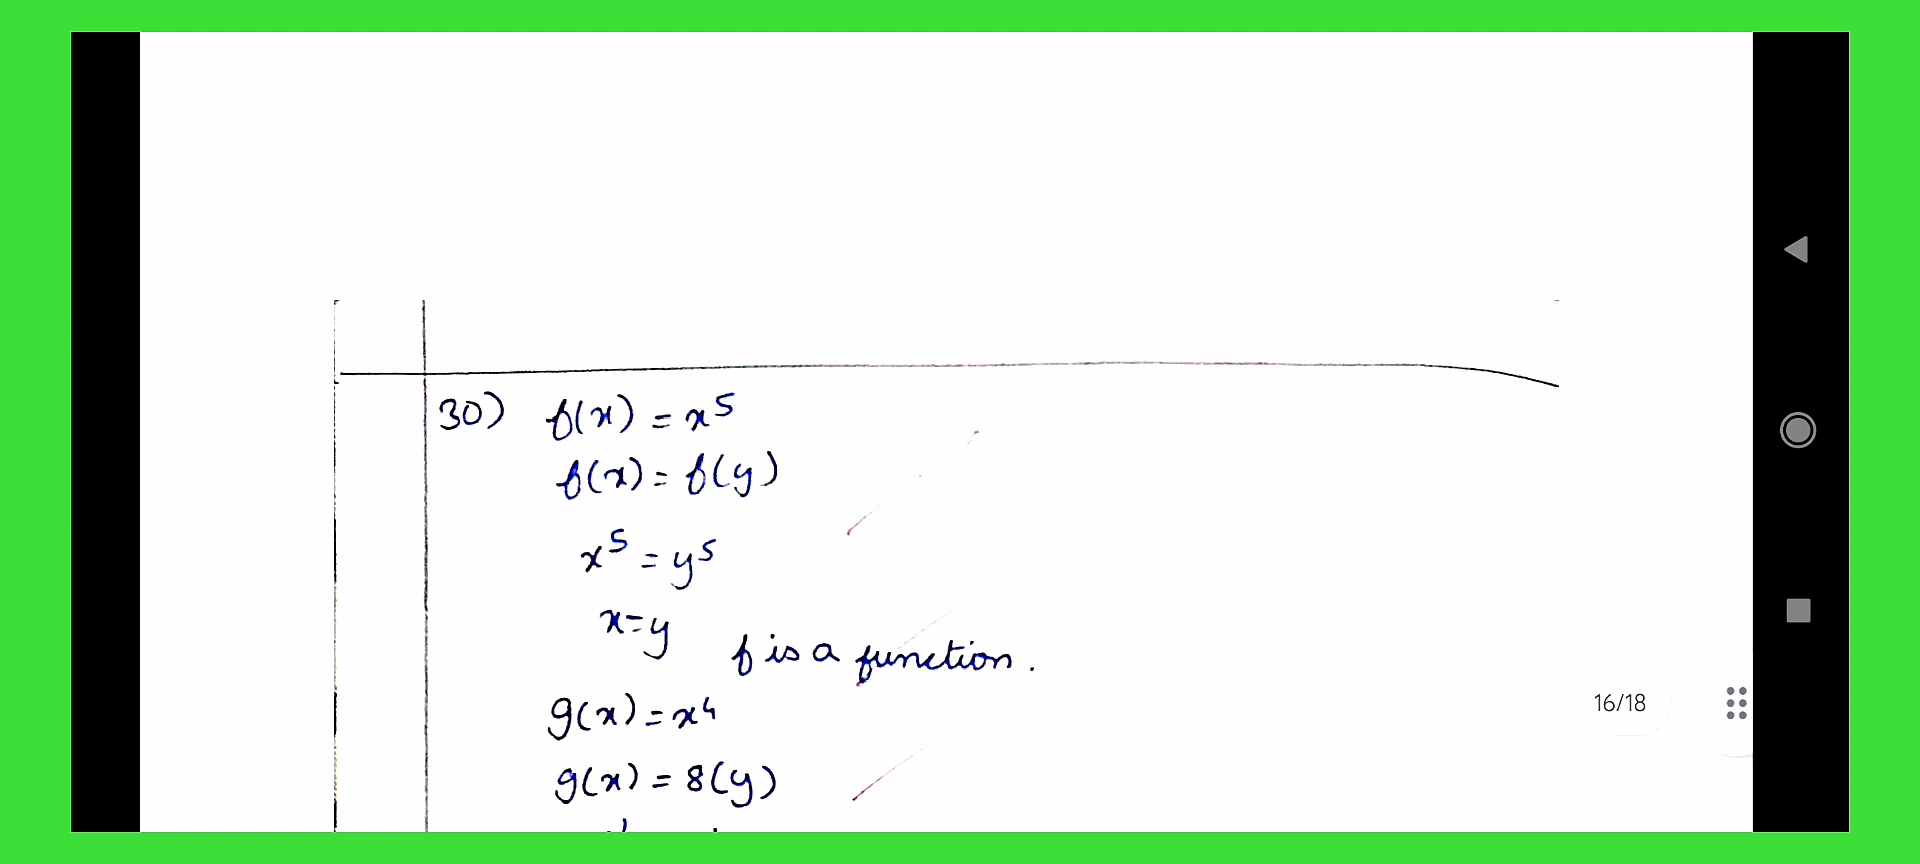 30) f(x) = x⁵
f(x) = f(y)
x⁵ = y⁵
x=y
f is a function.
g(x) = x⁴
16/18
g(x) = 8(y)